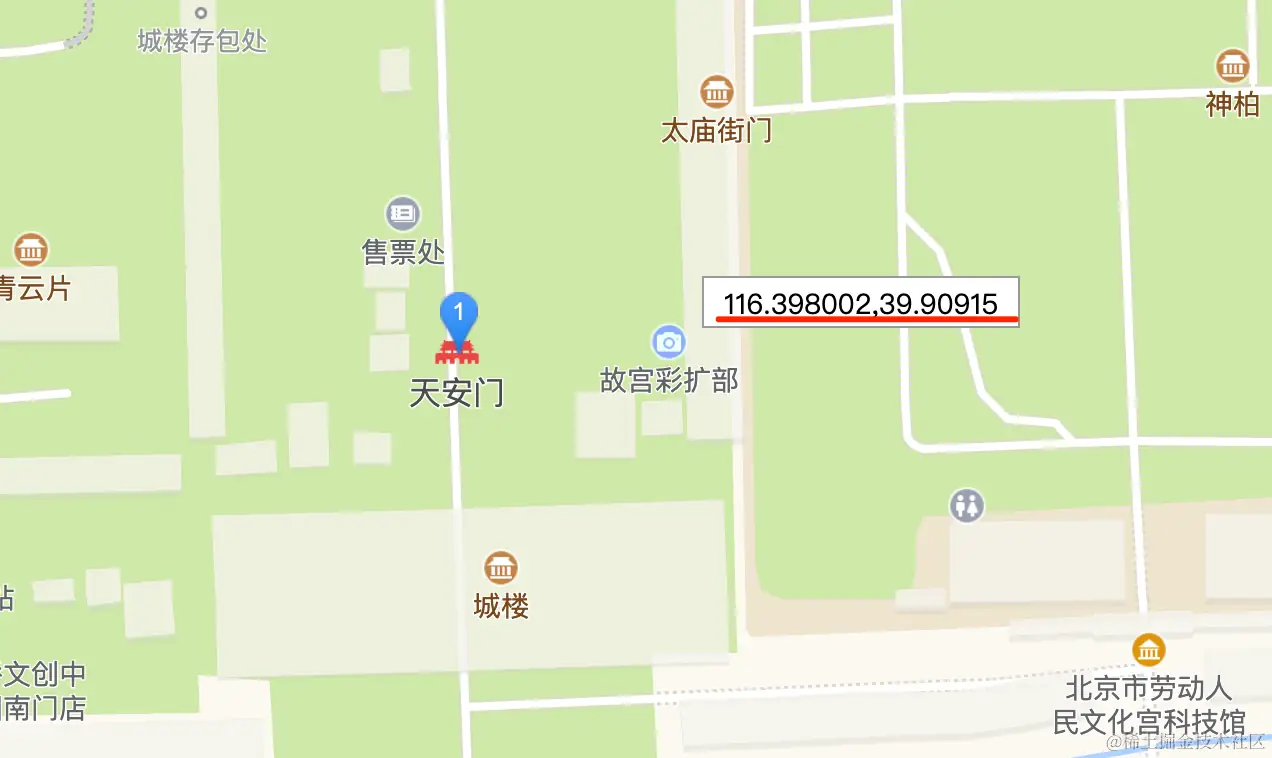 城楼存包处
太庙街门
神柏
售票处
青云片
116.398002,39.90915
1
天安门
故宫彩扩部
城楼
站
文创中
南门店
北京市劳动人
民文化宫科技馆
@稀土掘金技术社区